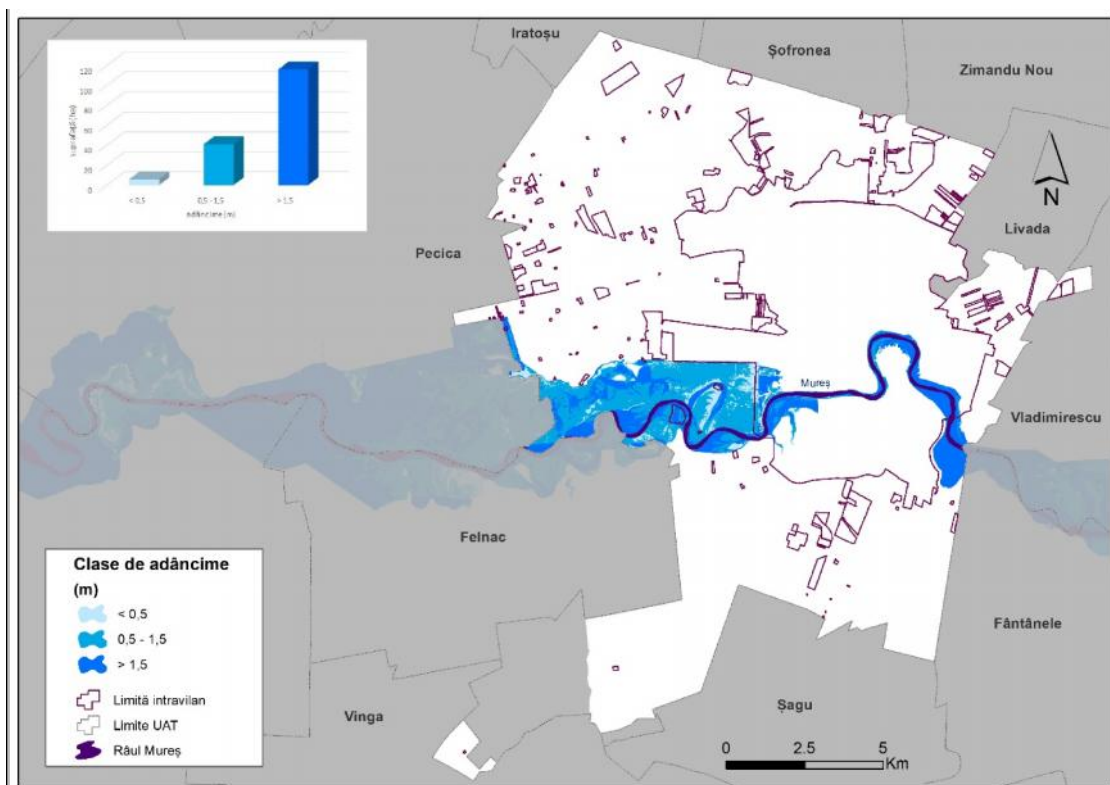 Iratoșu
Șofronea
Zimandu Nou
120
100
80
60
40
20
0
suprafață (ha)
< 0,5
0,5 - 1,5
> 1,5
adâncime (m)
N
Livada
Pecica
Mureș
Vladimirescu
Felnac
Fântânele
Vinga
Șagu
Clase de adâncime
(m)
< 0,5
0,5 - 1,5
> 1,5
Limită intravilan
Limite UAT
Râul Mureș
0 2.5 5
Km